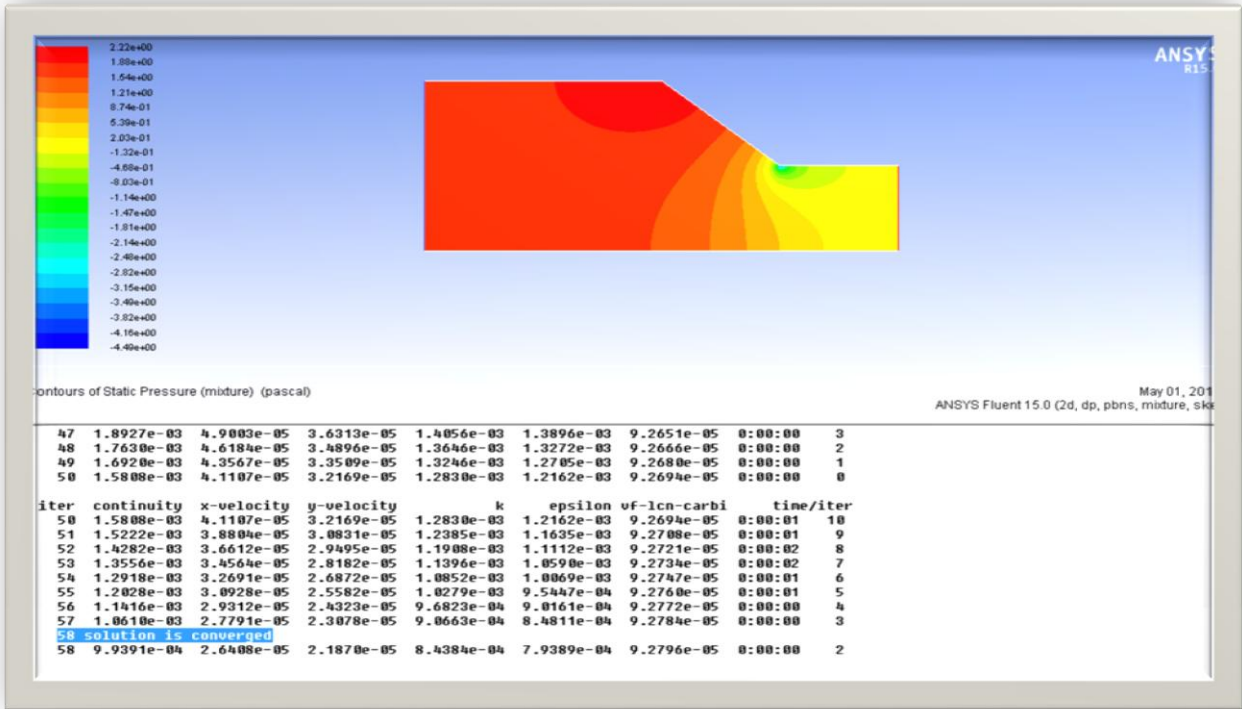 2.22e+00
1.88e+00
1.54e+00
1.21e+00
8.74e-01
5.39e-01
2.03e-01
-1.32e-01
-4.68e-01
-8.03e-01
-1.14e+00
-1.47e+00
-1.81e+00
-2.14e+00
-2.48e+00
-2.82e+00
-3.15e+00
-3.49e+00
-3.82e+00
-4.16e+00
-4.49e+00
ANSYS
R15.
ontours of Static Pressure (mixture) (pascal)
May 01, 201
ANSYS Fluent 15.0 (2d, dp, pbns, mixture, ske
47 1.8927e-03 4.9003e-05 3.6313e-05 1.4056e-03 1.3896e-03 9.2651e-05 0:00:00 3
48 1.7630e-03 4.6184e-05 3.4896e-05 1.3646e-03 1.3272e-03 9.2666e-05 0:00:00 2
49 1.6920e-03 4.3567e-05 3.3509e-05 1.3246e-03 1.2705e-03 9.2680e-05 0:00:00 1
50 1.5808e-03 4.1107e-05 3.2169e-05 1.2830e-03 1.2162e-03 9.2694e-05 0:00:00 0
iter continuity x-velocity y-velocity k epsilon vf-lcn-carbi time/iter
50 1.5808e-03 4.1107e-05 3.2169e-05 1.2830e-03 1.2162e-03 9.2694e-05 0:00:01 10
51 1.5222e-03 3.8804e-05 3.0831e-05 1.2385e-03 1.1635e-03 9.2708e-05 0:00:01 9
52 1.4282e-03 3.6612e-05 2.9495e-05 1.1908e-03 1.1112e-03 9.2721e-05 0:00:02 8
53 1.3556e-03 3.4564e-05 2.8182e-05 1.1396e-03 1.0590e-03 9.2734e-05 0:00:02 7
54 1.2918e-03 3.2691e-05 2.6872e-05 1.0852e-03 1.0069e-03 9.2747e-05 0:00:01 6
55 1.2028e-03 3.0928e-05 2.5582e-05 1.0279e-03 9.5447e-04 9.2760e-05 0:00:01 5
56 1.1416e-03 2.9312e-05 2.4323e-05 9.6823e-04 9.0161e-04 9.2772e-05 0:00:00 4
57 1.0610e-03 2.7791e-05 2.3078e-05 9.0663e-04 8.4811e-04 9.2784e-05 0:00:00 3
58 solution is converged
58 9.9391e-04 2.6408e-05 2.1870e-05 8.4384e-04 7.9389e-04 9.2796e-05 0:00:00 2